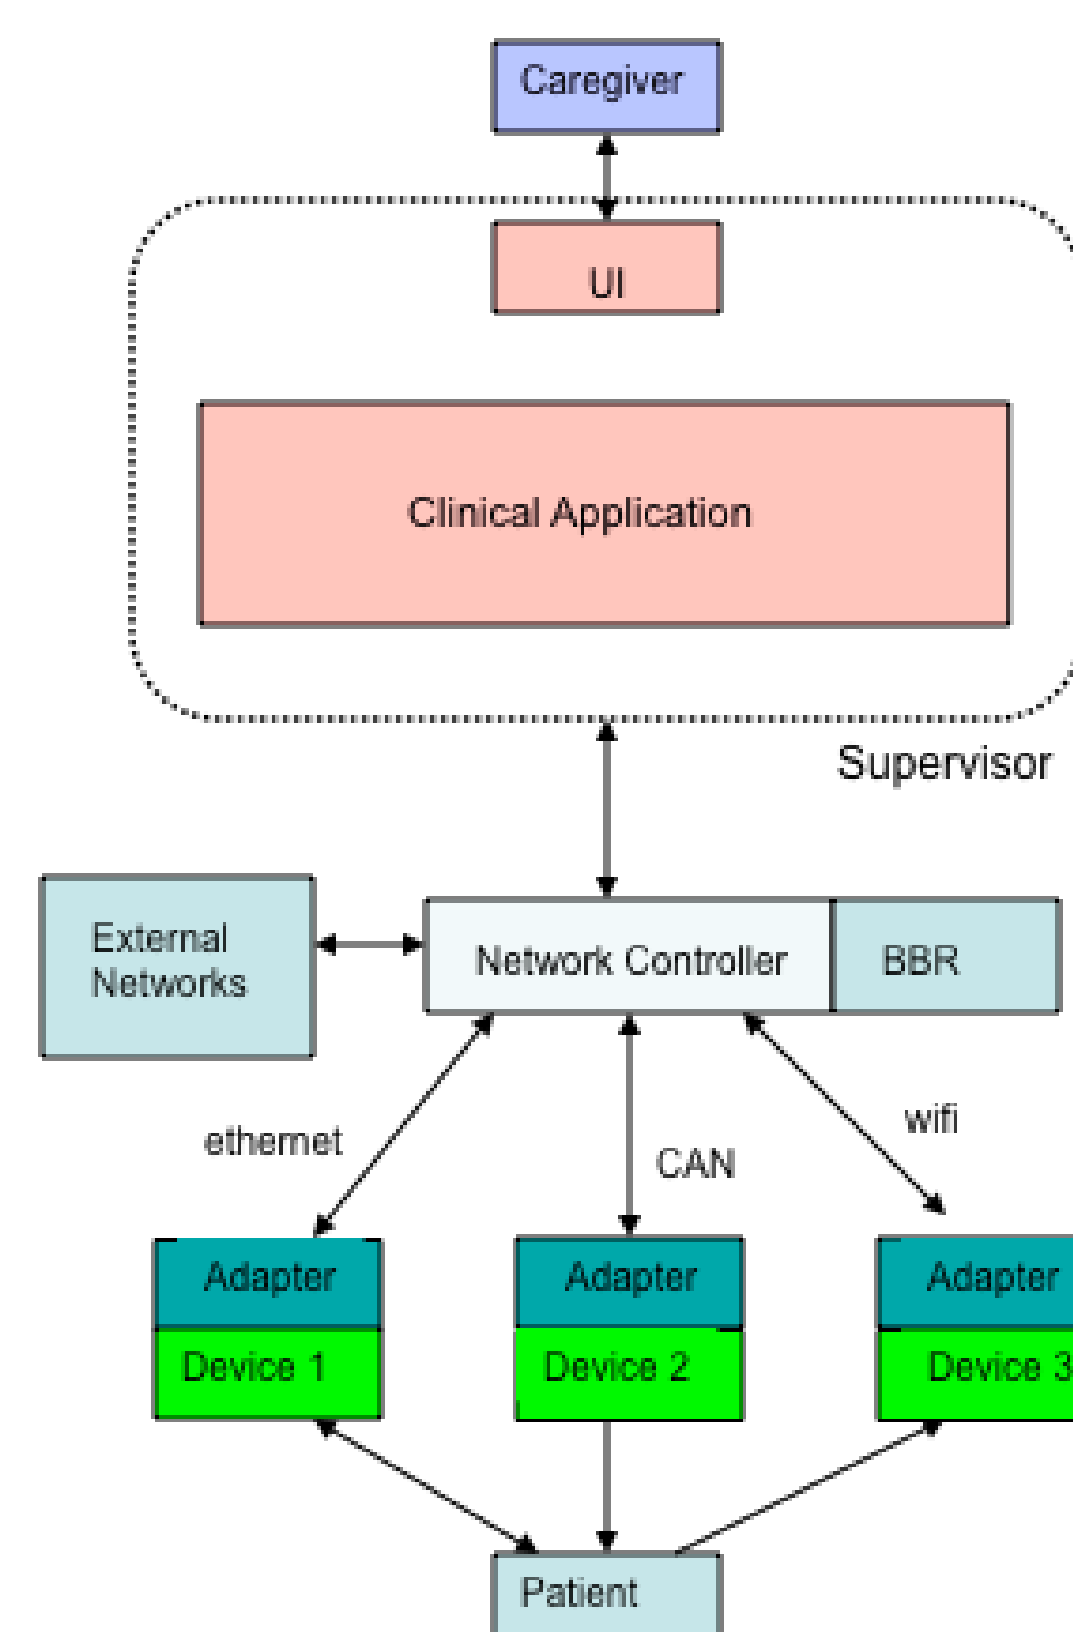 Caregiver
UI
Clinical Application
Supervisor
External
Networks
Network Controller
BBR
ethernet
CAN
wifi
Adapter
Adapter
Adapter
Device 1
Device 2
Device 3
Patient